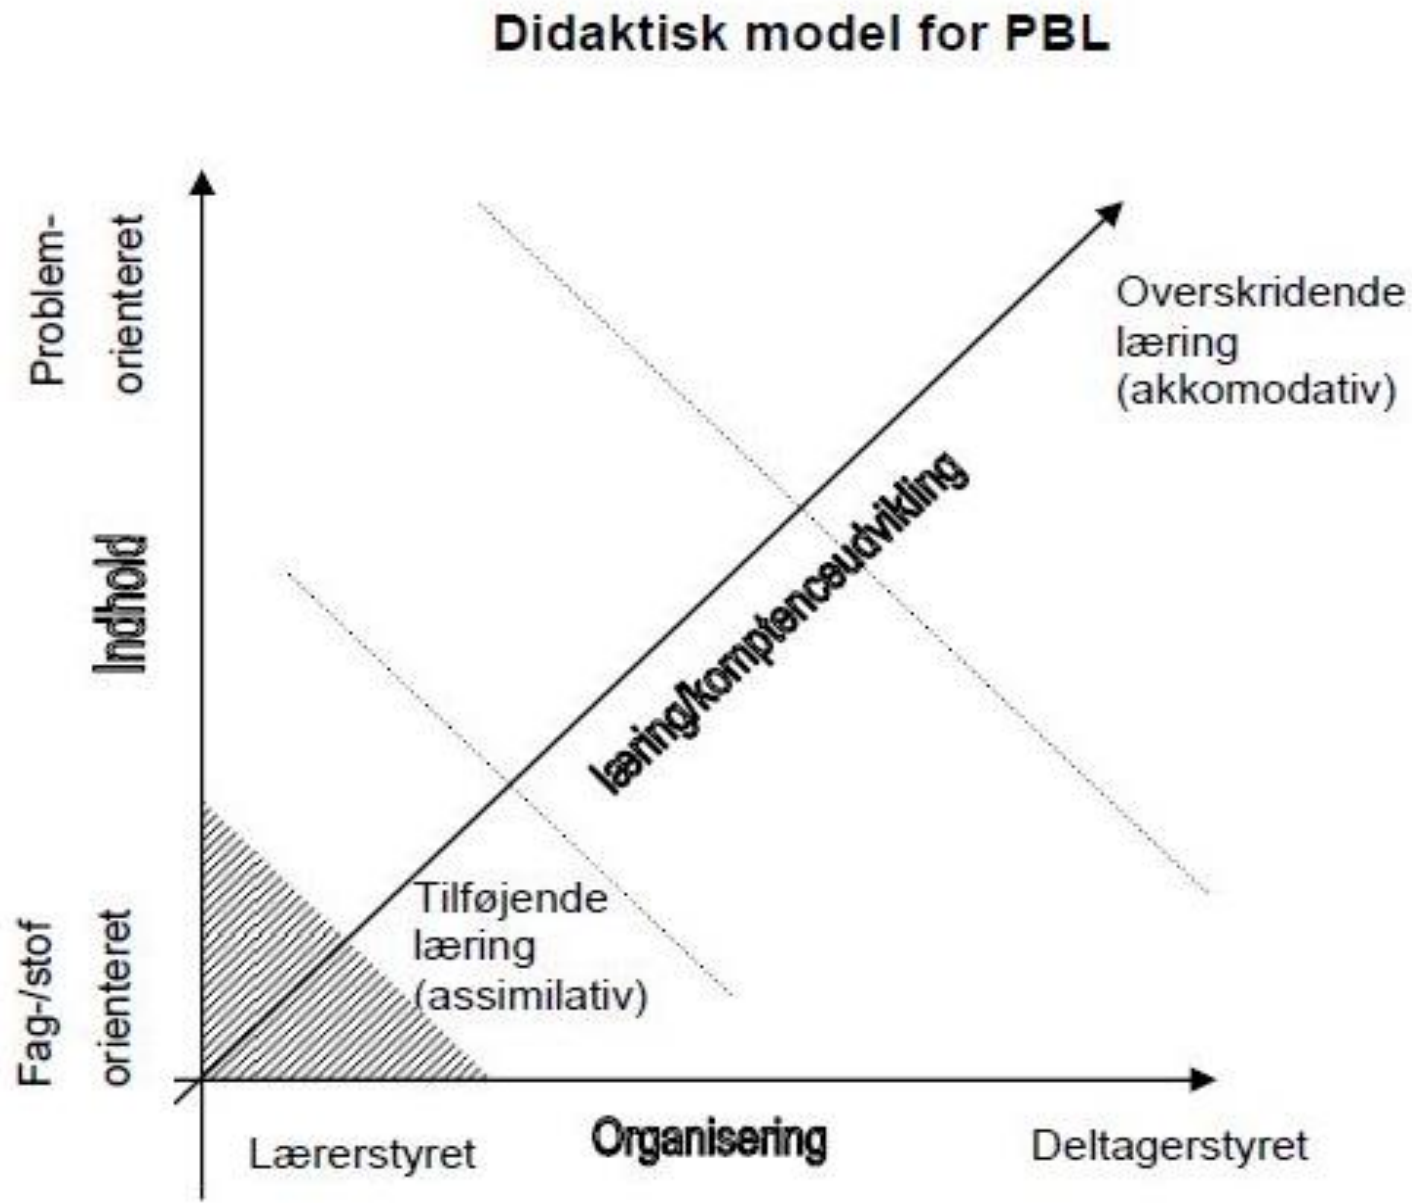 Didaktisk model for PBL
Problem-
orienteret
Indhold
Fag-/stof
orienteret
Overskridende
læring
(akkomodativ)
læring/komptenceudvikling
Tilføjende
læring
(assimilativ)
Lærerstyret
Organisering
Deltagerstyret